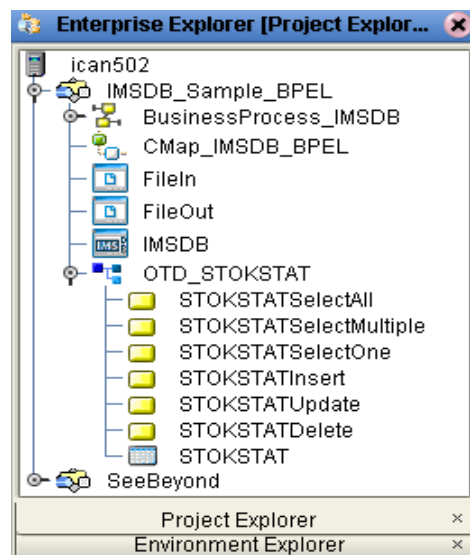 Enterprise Explorer [Project Explor...
ican502
IMSDB_Sample_BPEL
BusinessProcess_IMSDB
CMap_IMSDB_BPEL
FileIn
FileOut
IMS IMSDB
OTD_STOKSTAT
STOKSTATSelectAll
STOKSTATSelectMultiple
STOKSTATSelectOne
STOKSTATInsert
STOKSTATUpdate
STOKSTATDelete
STOKSTAT
SeeBeyond
Project Explorer
Environment Explorer